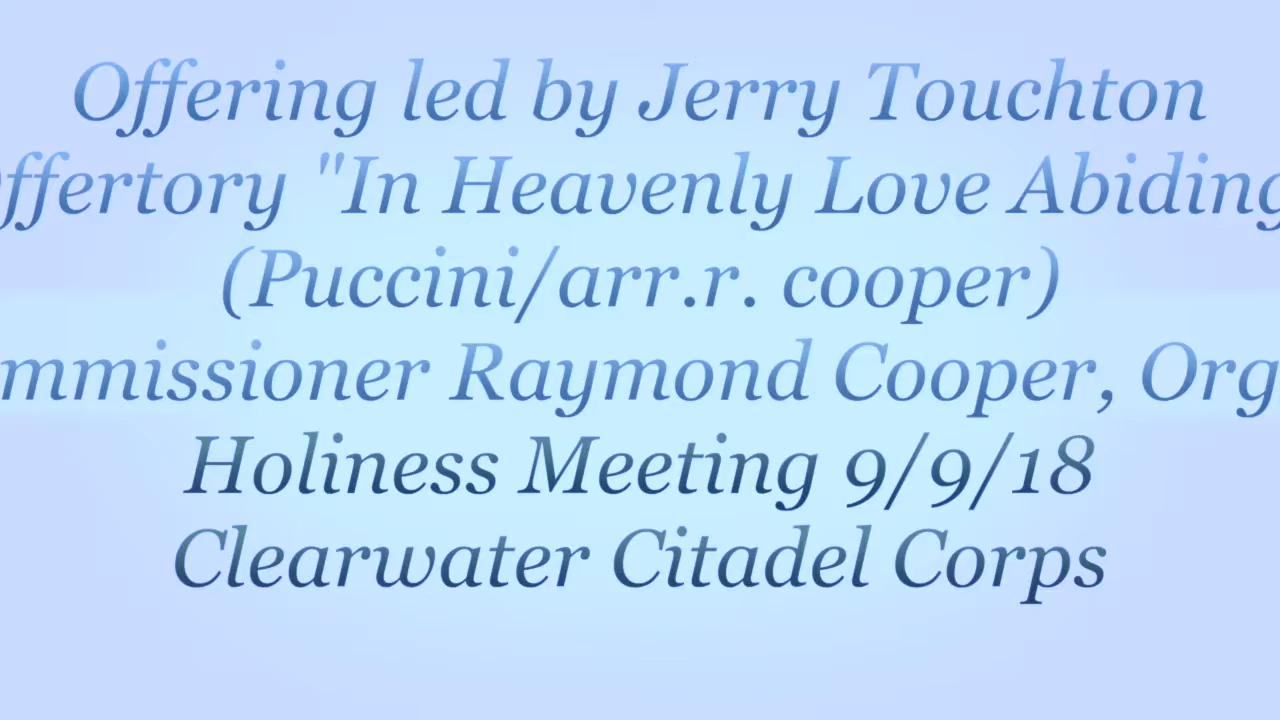 Offering led by Jerry Touchton
ffertory "In Heavenly Love Abiding
(Puccini/arr.r. cooper)
mmissioner Raymond Cooper, Org
Holiness Meeting 9/9/18
Clearwater Citadel Corps